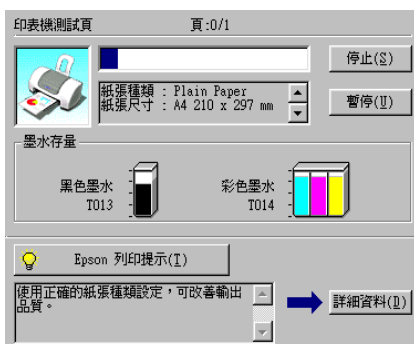 印表機測試頁 頁:0/1
停止(S)
紙張種類 : Plain Paper
紙張尺寸 : A4 210 x 297 mm
暫停(U)
墨水存量
黑色墨水
T013
彩色墨水
T014
Epson 列印提示(I)
使用正確的紙張種類設定，可改善輸出
品質。
詳細資料(D)